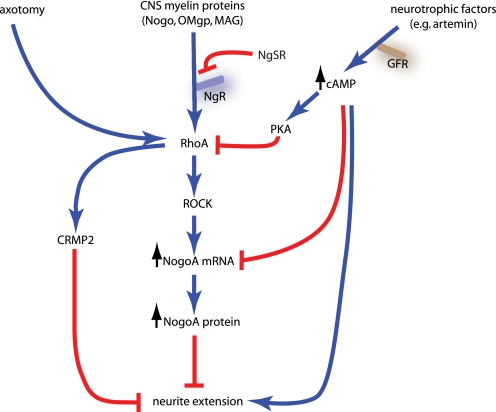 axotomy
CNS myelin proteins
(Nogo, OMgp, MAG)
neurotrophic factors
(e.g. artemin)
NgSR
GFR
NgR
cAMP
PKA
RhoA
ROCK
CRMP2
NogoA mRNA
NogoA protein
neurite extension